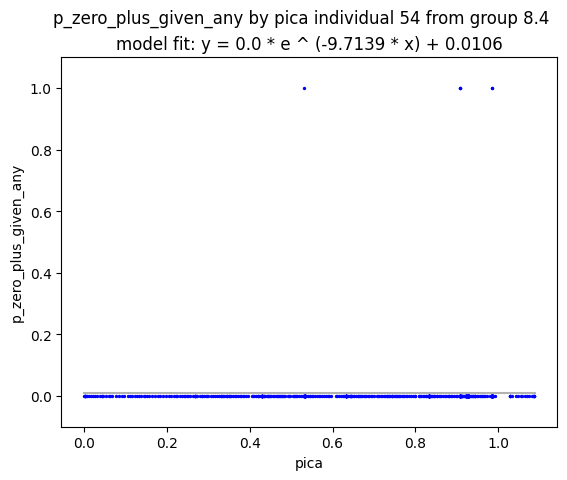 p_zero_plus_given_any by pica individual 54 from group 8.4
model fit: y = 0.0 * e ^ (-9.7139 * x) + 0.0106
1.0
0.8
0.6
0.4
0.2
0.0
p_zero_plus_given_any
0.0 0.2 0.4 0.6 0.8 1.0
pica